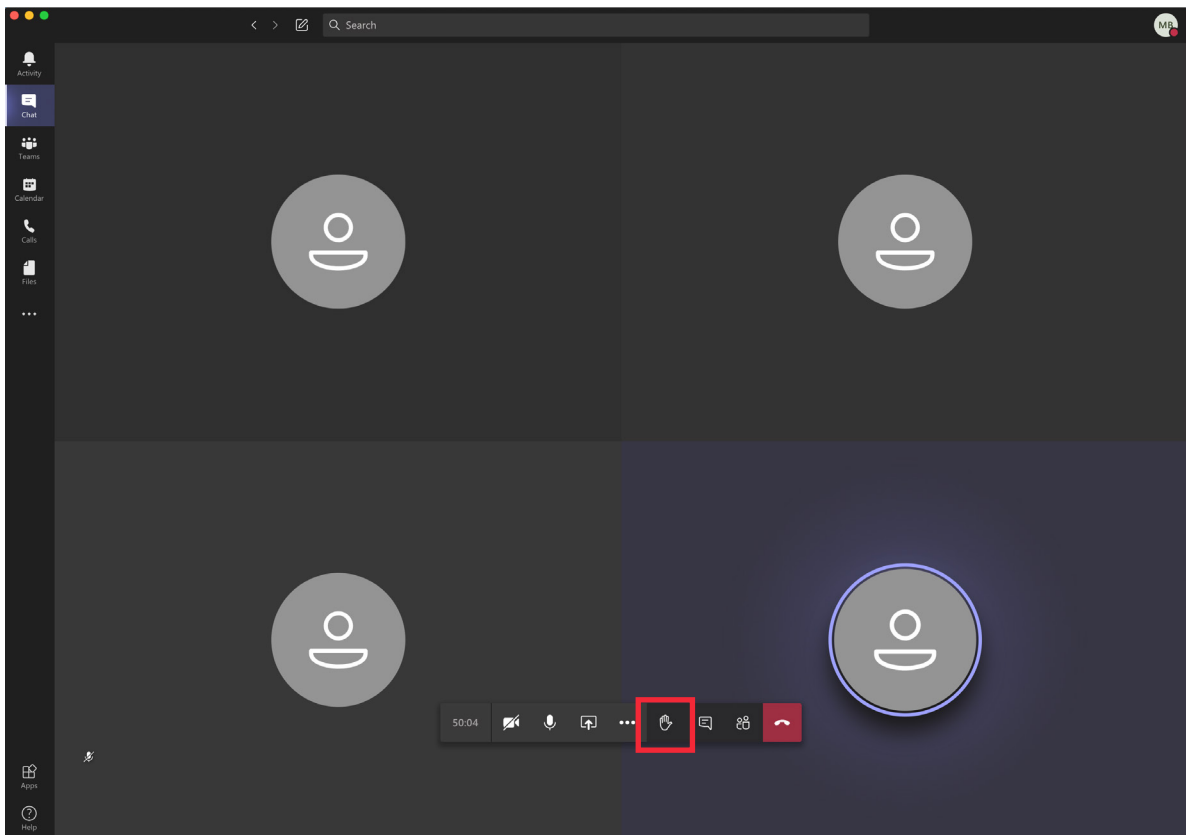 Search
MB
Activity
Chat
Teams
Calendar
Calls
Files
50:04
Apps
Help